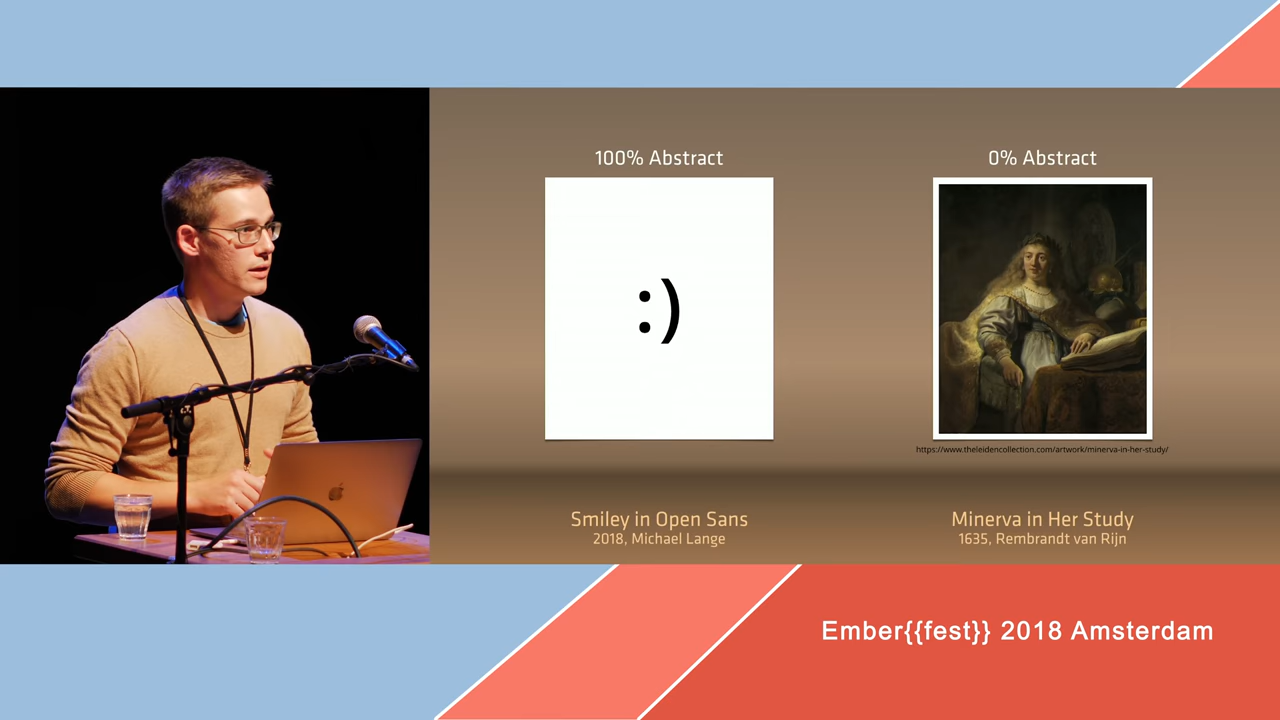 100% Abstract
0% Abstract
:)
https://www.theleidencollection.com/artwork/minerva-in-her-study/
Smiley in Open Sans
2018, Michael Lange
Minerva in Her Study
1635, Rembrandt van Rijn
Ember{{fest}} 2018 Amsterdam